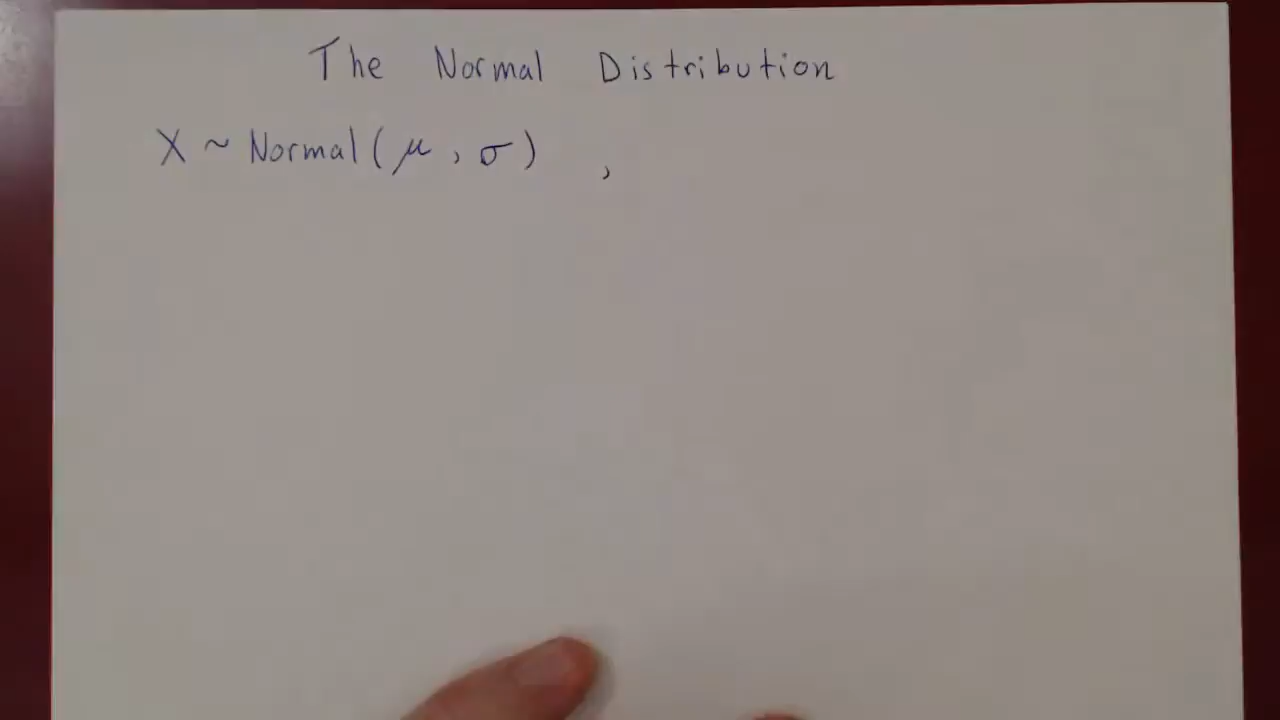 The Normal Distribution
X ~ Normal(μ, σ) ,